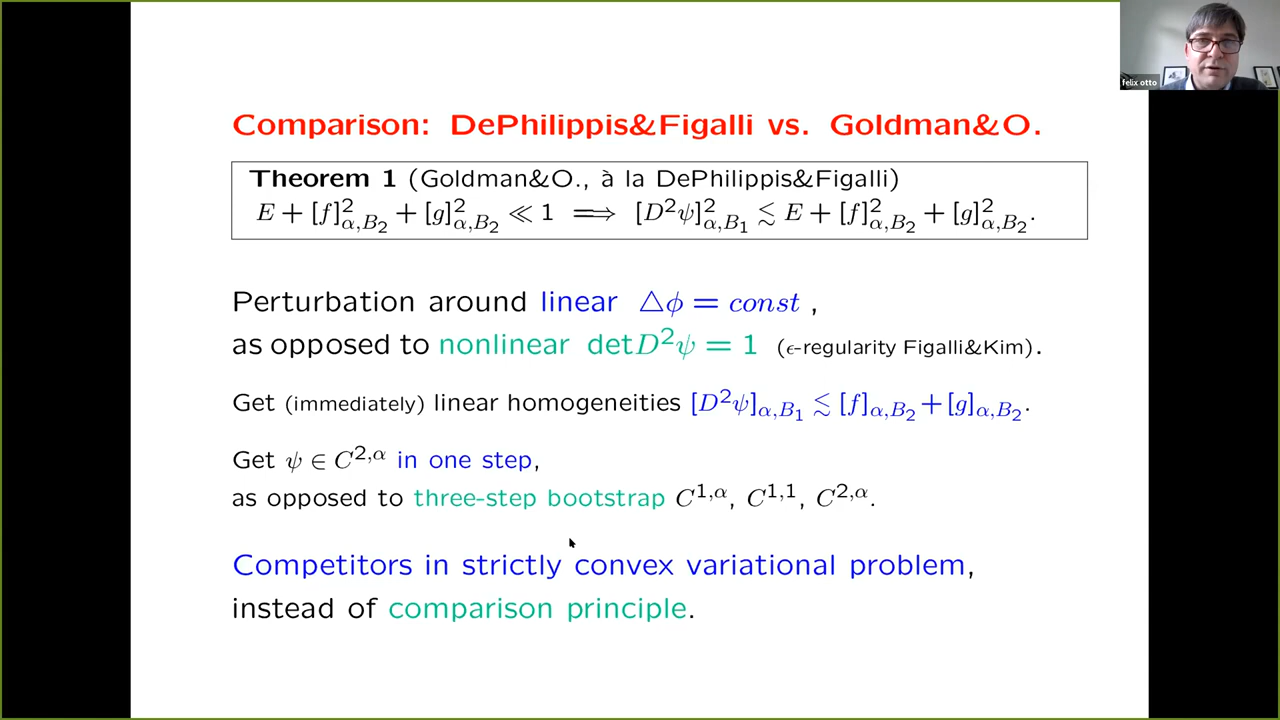 felix otto
Comparison: DePhilippis&Figalli vs. Goldman&O.
Theorem 1 (Goldman&O., à la DePhilippis&Figalli)
E + [f]²_{α,B₂} + [g]²_{α,B₂} ≪ 1 ⟹ [D²ψ]²_{α,B₁} ≲ E + [f]²_{α,B₂} + [g]²_{α,B₂}.
Perturbation around linear △ϕ = const ,
as opposed to nonlinear detD²ψ = 1 (ϵ-regularity Figalli&Kim).
Get (immediately) linear homogeneities [D²ψ]_{α,B₁} ≲ [f]_{α,B₂} + [g]_{α,B₂}.
Get ψ ∈ C^{2,α} in one step,
as opposed to three-step bootstrap C^{1,α}, C^{1,1}, C^{2,α}.
Competitors in strictly convex variational problem,
instead of comparison principle.